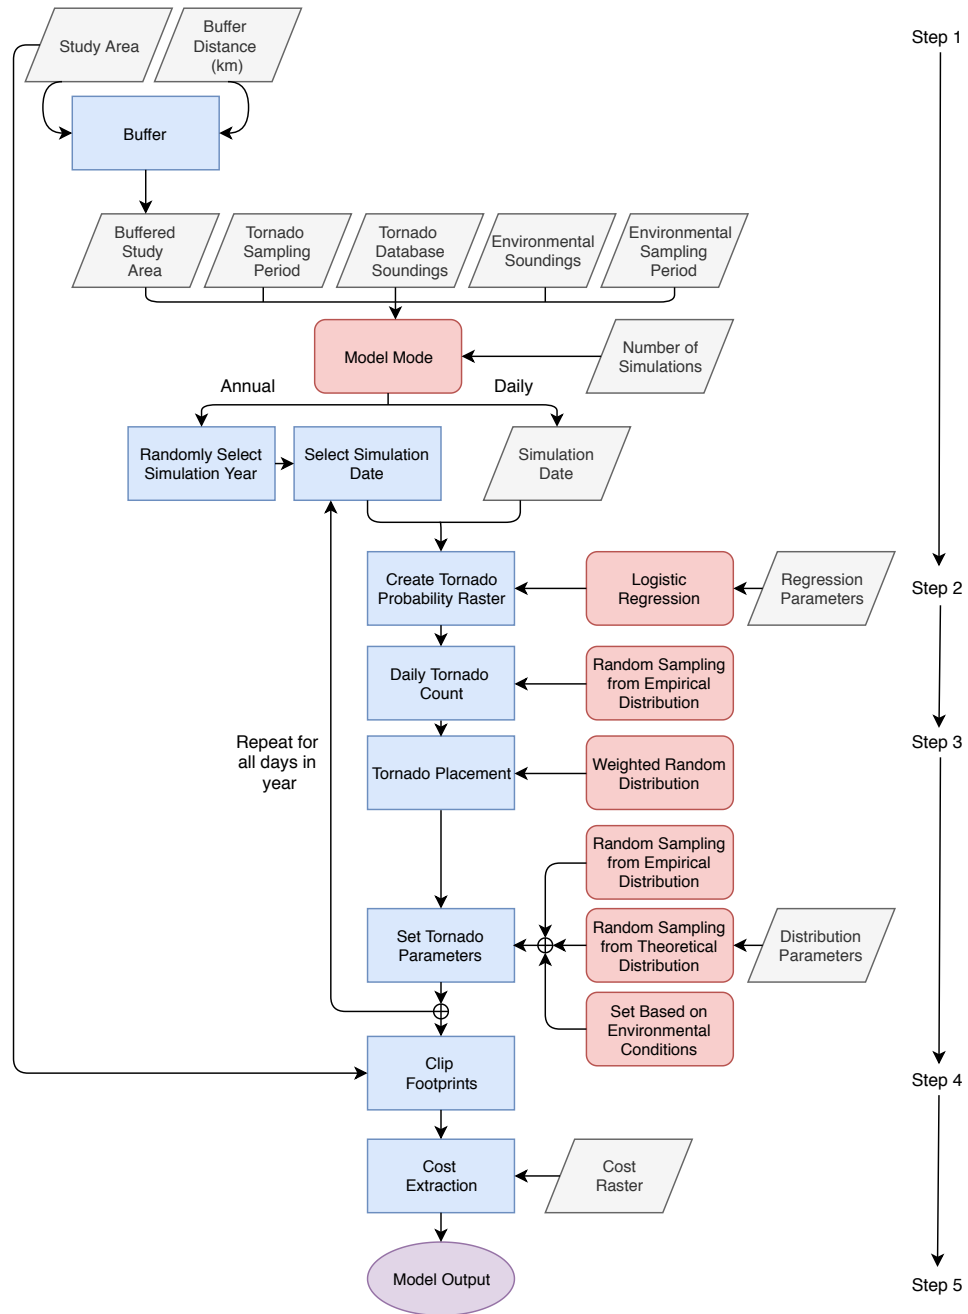 Study Area
Buffer
Distance
(km)
Step 1
Buffer
Buffered
Study
Area
Tornado
Sampling
Period
Tornado
Database
Soundings
Environmental
Soundings
Environmental
Sampling
Period
Model Mode
Number of
Simulations
Annual
Daily
Randomly Select
Simulation Year
Select Simulation
Date
Simulation
Date
Create Tornado
Probability Raster
Logistic
Regression
Regression
Parameters
Step 2
Daily Tornado
Count
Random Sampling
from Empirical
Distribution
Repeat for
all days in
year
Tornado Placement
Weighted Random
Distribution
Step 3
Random Sampling
from Empirical
Distribution
Set Tornado
Parameters
Random Sampling
from Theoretical
Distribution
Distribution
Parameters
Set Based on
Environmental
Conditions
Clip
Footprints
Step 4
Cost
Extraction
Cost
Raster
Model Output
Step 5